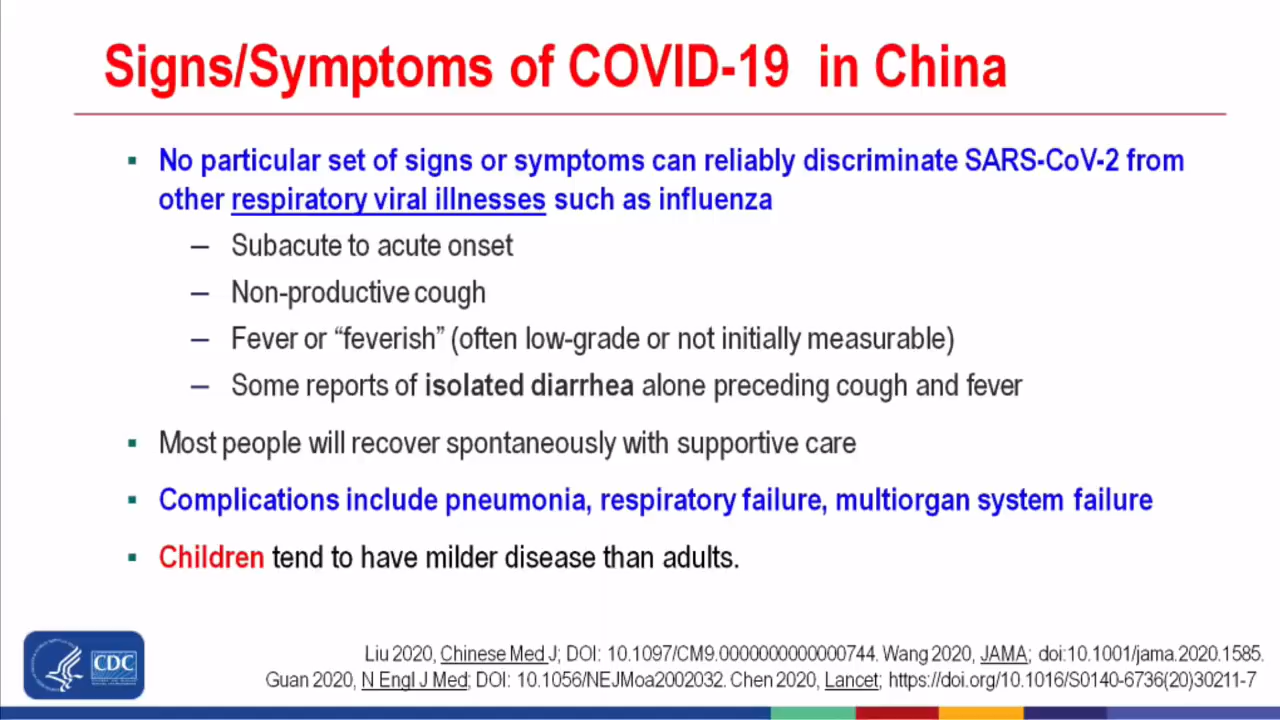 Signs/Symptoms of COVID-19 in China
▪ No particular set of signs or symptoms can reliably discriminate SARS-CoV-2 from
other respiratory viral illnesses such as influenza
– Subacute to acute onset
– Non-productive cough
– Fever or “feverish” (often low-grade or not initially measurable)
– Some reports of isolated diarrhea alone preceding cough and fever
▪ Most people will recover spontaneously with supportive care
▪ Complications include pneumonia, respiratory failure, multiorgan system failure
▪ Children tend to have milder disease than adults.
Liu 2020, Chinese Med J; DOI: 10.1097/CM9.0000000000000744. Wang 2020, JAMA; doi:10.1001/jama.2020.1585.
Guan 2020, N Engl J Med; DOI: 10.1056/NEJMoa2002032. Chen 2020, Lancet; https://doi.org/10.1016/S0140-6736(20)30211-7
CDC